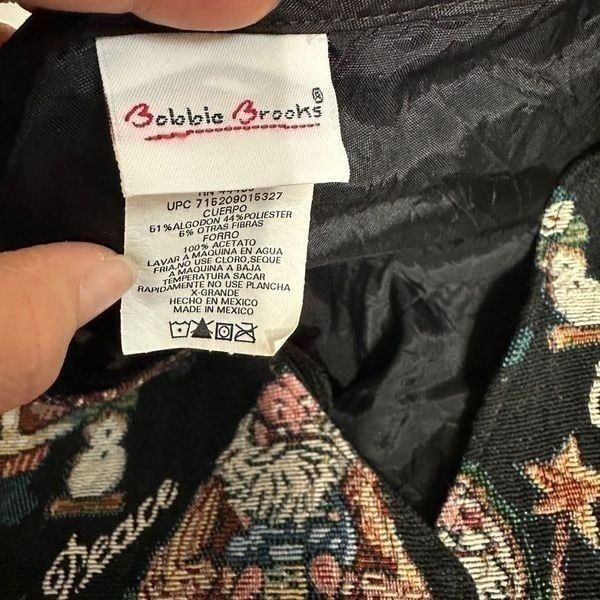 Bobbie Brooks®
UPC 715209015327
CUERPO
51%ALGODON 44%POLIESTER
5% OTRAS FIBRAS
FORRO
100% ACETATO
LAVAR A MAQUINA EN AGUA
FRIA,NO USE CLORO,SEQUE
A MAQUINA A BAJA
TEMPERATURA SACAR
RAPIDAMENTE NO USE PLANCHA
X-GRANDE
HECHO EN MEXICO
MADE IN MEXICO
Peace